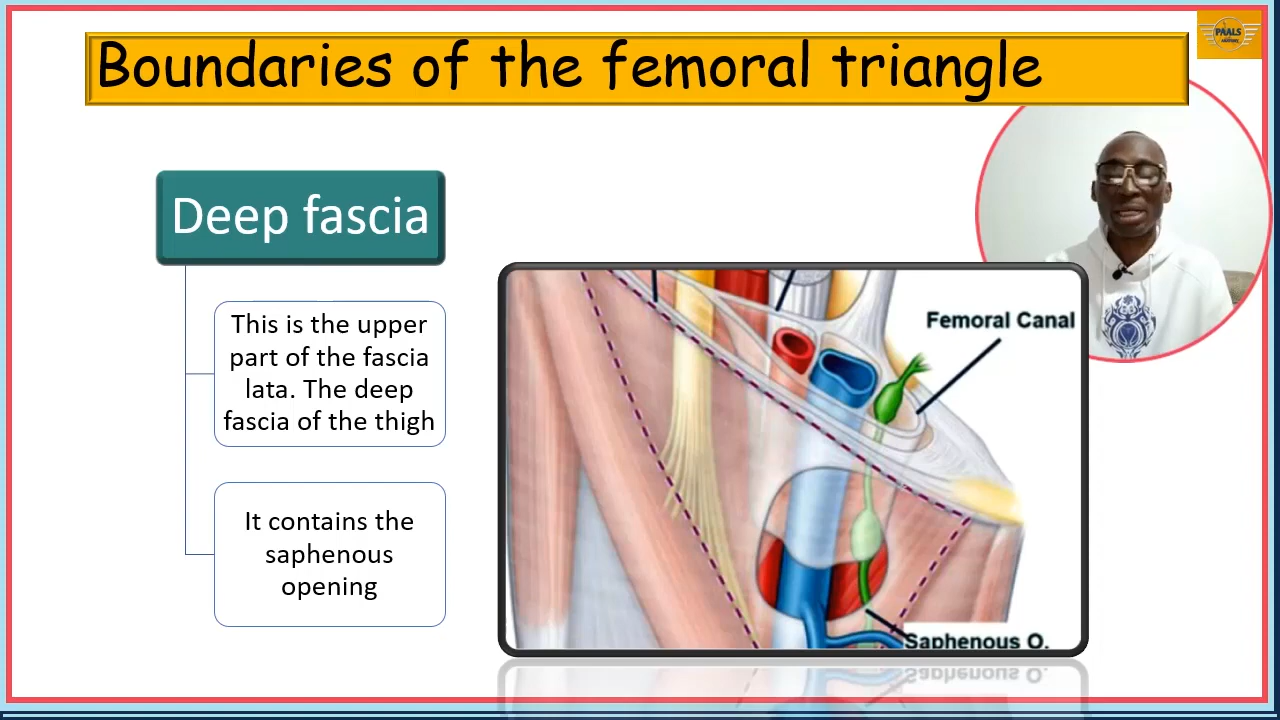 Boundaries of the femoral triangle
PAALS
Deep fascia
This is the upper
part of the fascia
lata. The deep
fascia of the thigh
It contains the
saphenous
opening
Femoral Canal
Saphenous O.